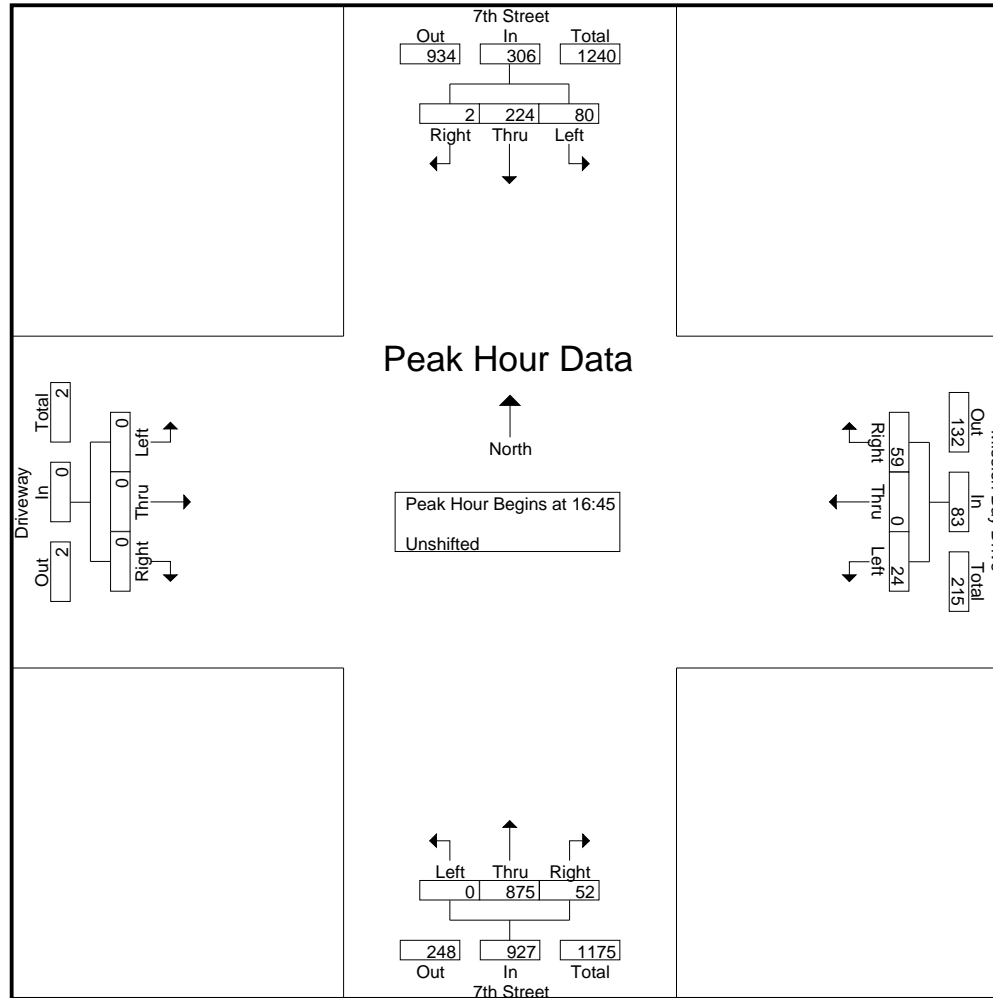 7th Street
Out In Total
934 306 1240
2 224 80
Right Thru Left
Peak Hour Data
North
Peak Hour Begins at 16:45
Unshifted
Driveway
Out In Total
2 0 2
Right Thru Left
0 0 0
Out In Total
132 83 215
Right Thru Left
59 0 24
Left Thru Right
0 875 52
248 927 1175
Out In Total
7th Street